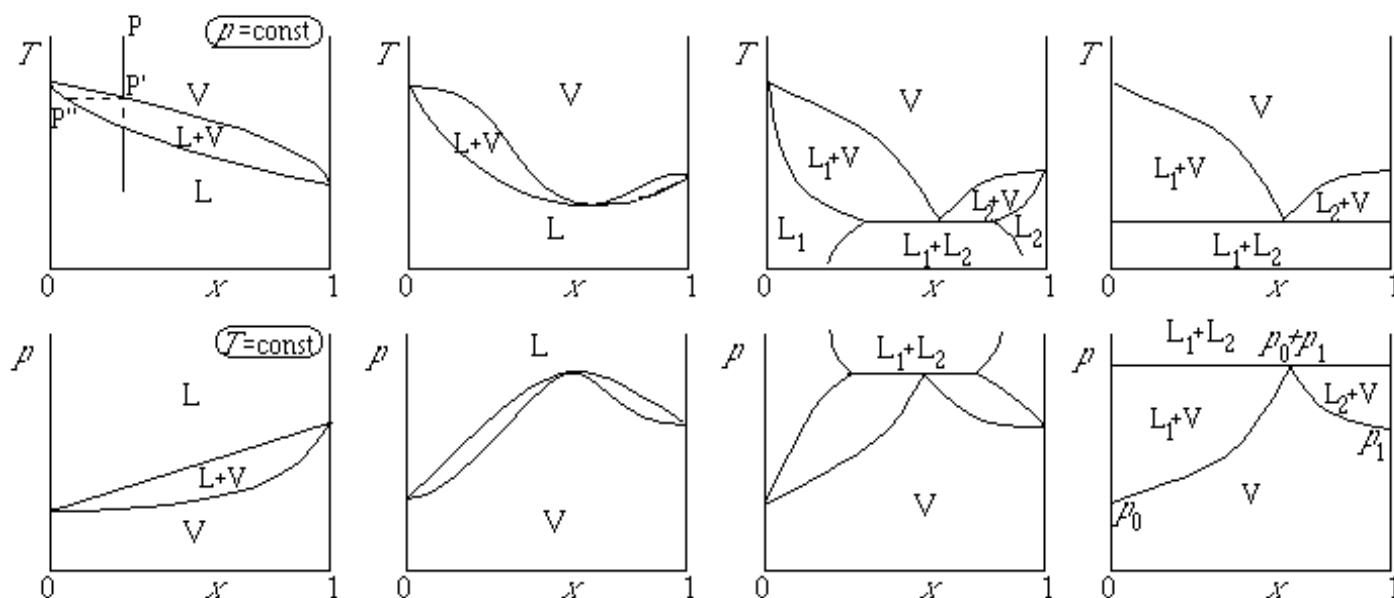 T P p=const
P'
P''
V
L+V
L
0 x 1
T
V
L+V
L
0 x 1
T
V
L₁+V
L₂+V
L₁ L₁+L₂ L₂
0 x 1
T
V
L₁+V
L₂+V
L₁+L₂
0 x 1
p T=const
L
L+V
V
0 x 1
p
L
V
0 x 1
p
L₁+L₂
V
0 x 1
p
L₁+L₂ p₀+p₁
L₂+V
L₁+V
p₁
V
p₀
0 x 1